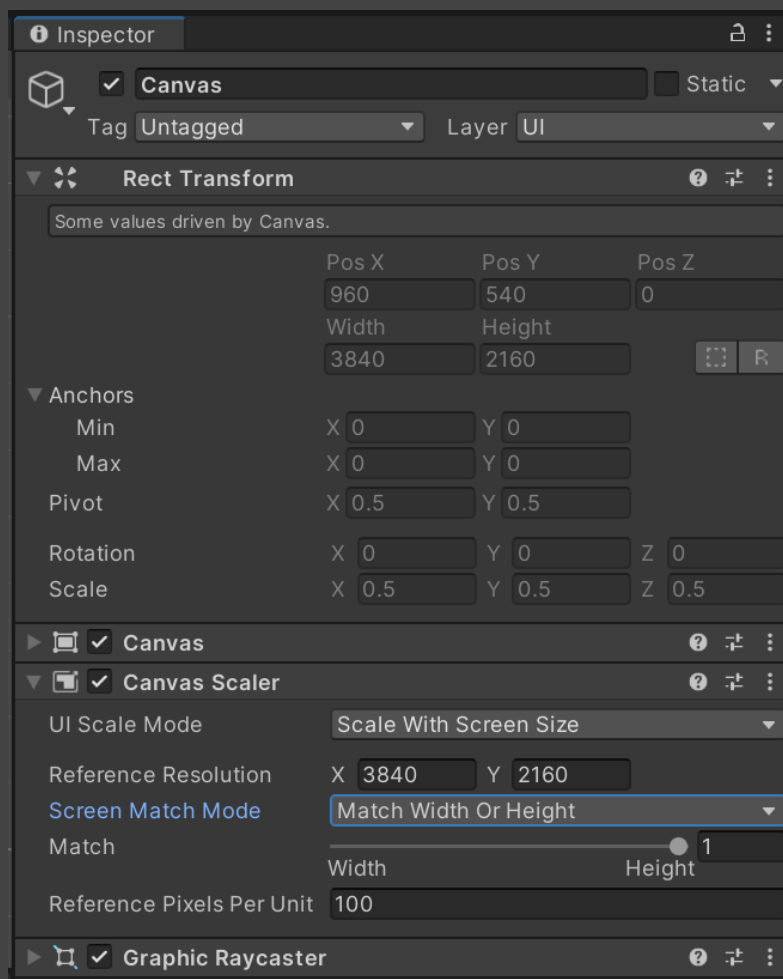 Inspector
Canvas Static
Tag Untagged Layer UI
Rect Transform
Some values driven by Canvas.
Pos X Pos Y Pos Z
960 540 0
Width Height
3840 2160 R
Anchors
Min X 0 Y 0
Max X 0 Y 0
Pivot X 0.5 Y 0.5
Rotation X 0 Y 0 Z 0
Scale X 0.5 Y 0.5 Z 0.5
Canvas
Canvas Scaler
UI Scale Mode Scale With Screen Size
Reference Resolution X 3840 Y 2160
Screen Match Mode Match Width Or Height
Match 1
Width Height
Reference Pixels Per Unit 100
Graphic Raycaster